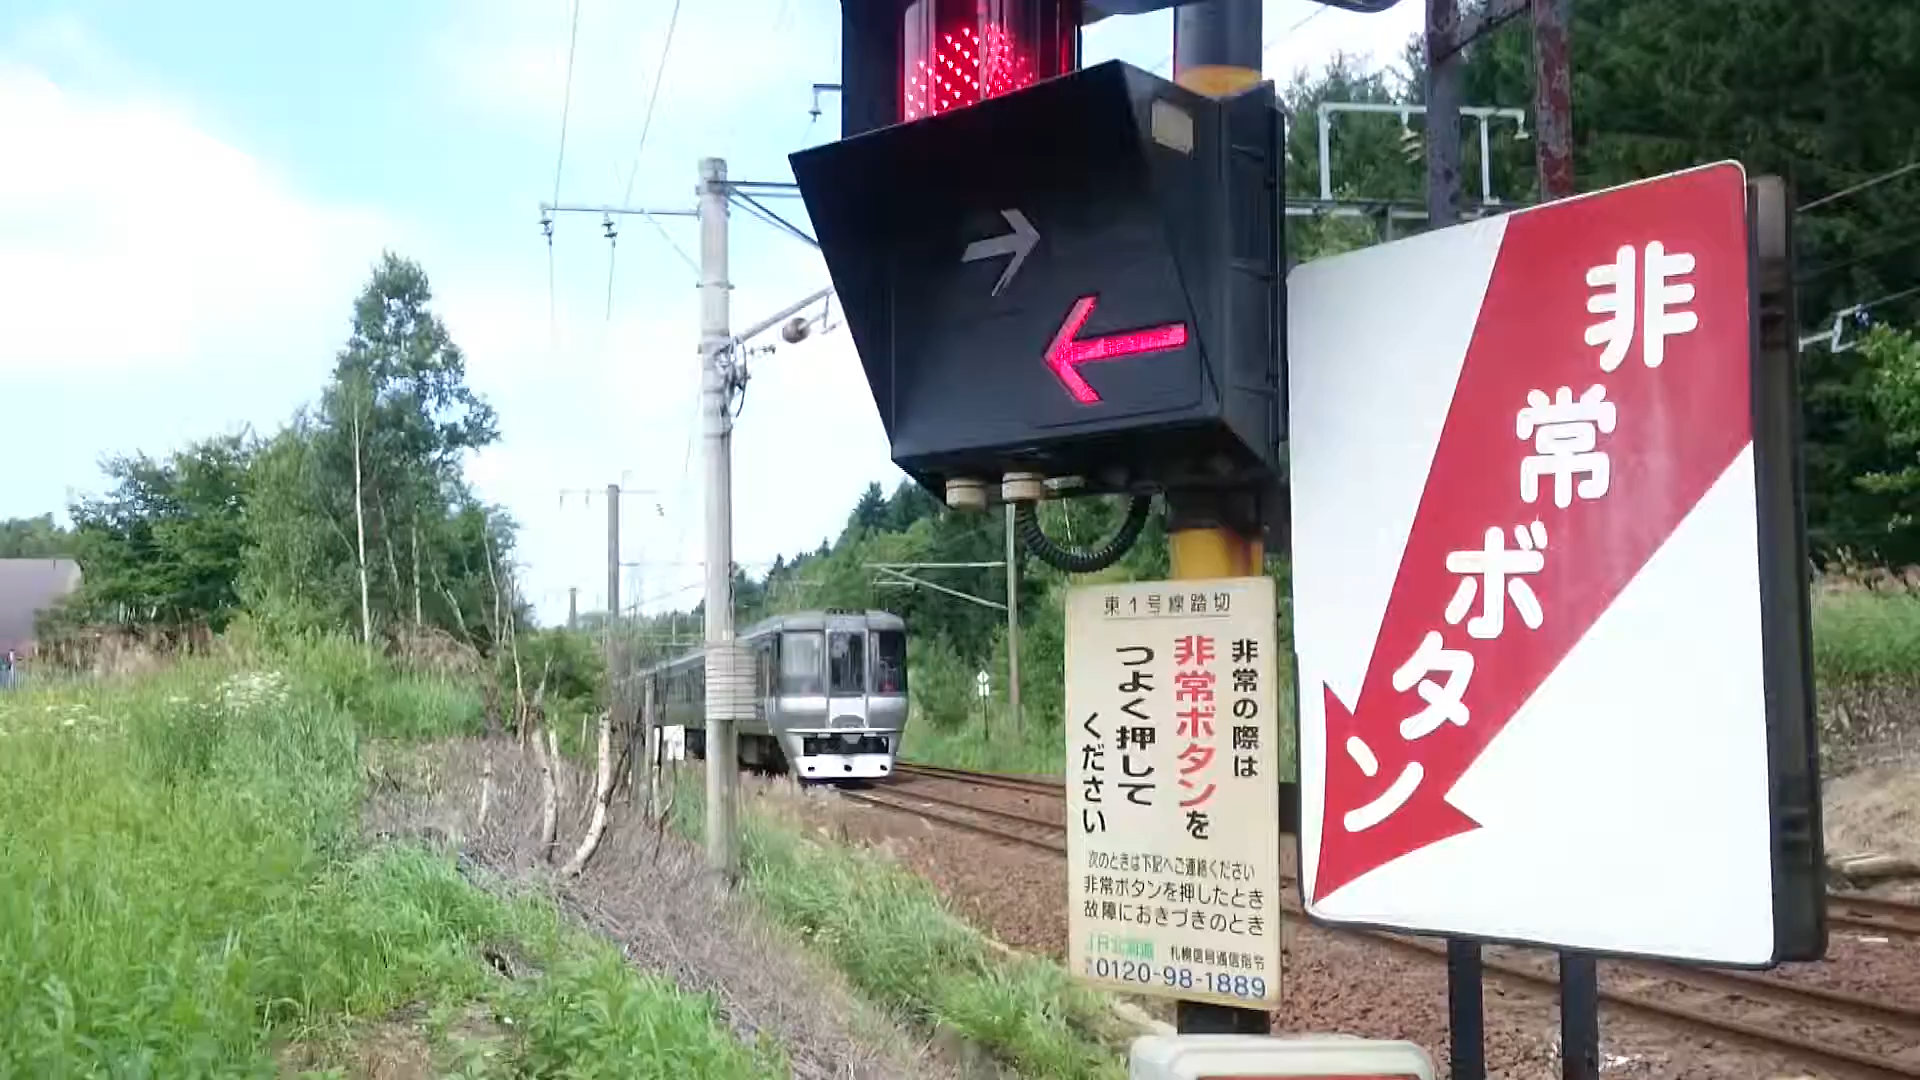 非常ボタン
東1号線踏切
非常の際は
非常ボタンを
つよく押して
ください
次のときは下記へご連絡ください
非常ボタンを押したとき
故障におきづきのとき
JR北海道 札幌信号通信指令
0120-98-1889